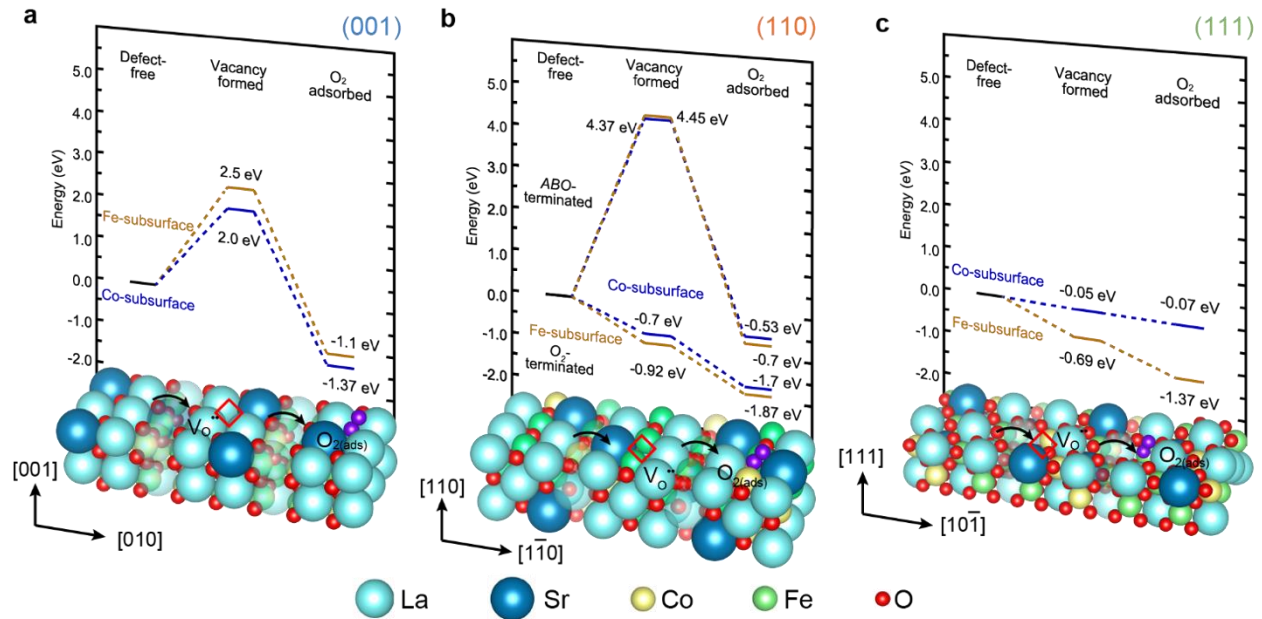 a
(001)
Defect-
free
Vacancy
formed
O₂
adsorbed
Energy (eV)
5.0
4.0
3.0
2.0
1.0
0.0
-1.0
-2.0
2.5 eV
Fe-subsurface
2.0 eV
Co-subsurface
-1.1 eV
-1.37 eV
V_O^••
O₂(ads)
[001]
[010]
b
(110)
Defect-
free
Vacancy
formed
O₂
adsorbed
Energy (eV)
5.0
4.0
3.0
2.0
1.0
0.0
-1.0
-2.0
4.37 eV
4.45 eV
ABO-
terminated
Co-subsurface
-0.7 eV
-0.53 eV
Fe-subsurface
-0.7 eV
O₂-
terminated
-0.92 eV
-1.7 eV
-1.87 eV
V_O^••
O₂(ads)
[110]
[11̅0]
c
(111)
Defect-
free
Vacancy
formed
O₂
adsorbed
Energy (eV)
5.0
4.0
3.0
2.0
1.0
0.0
-1.0
-2.0
Co-subsurface
-0.05 eV
-0.07 eV
Fe-subsurface
-0.69 eV
-1.37 eV
V_O^••
O₂(ads)
[111]
[101̅]
La
Sr
Co
Fe
O